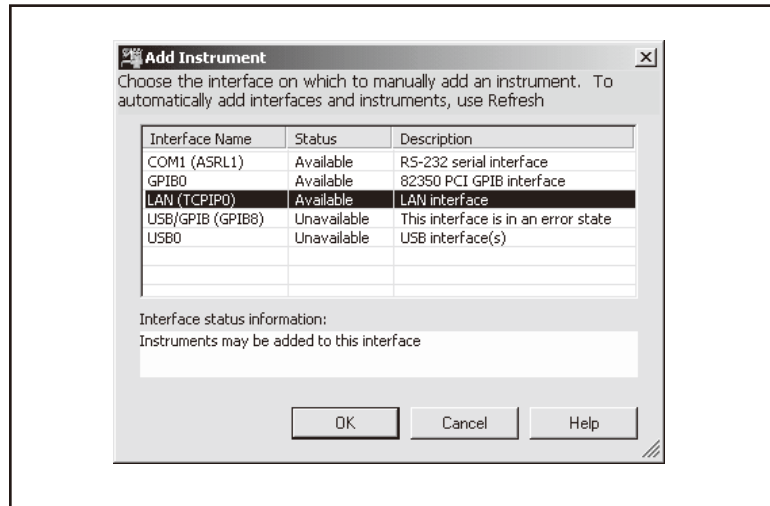 Add Instrument
Choose the interface on which to manually add an instrument. To
automatically add interfaces and instruments, use Refresh
Interface Name Status Description
COM1 (ASRL1) Available RS-232 serial interface
GPIB0 Available 82350 PCI GPIB interface
LAN (TCPIP0) Available LAN interface
USB/GPIB (GPIB8) Unavailable This interface is in an error state
USB0 Unavailable USB interface(s)
Interface status information:
Instruments may be added to this interface
OK Cancel Help